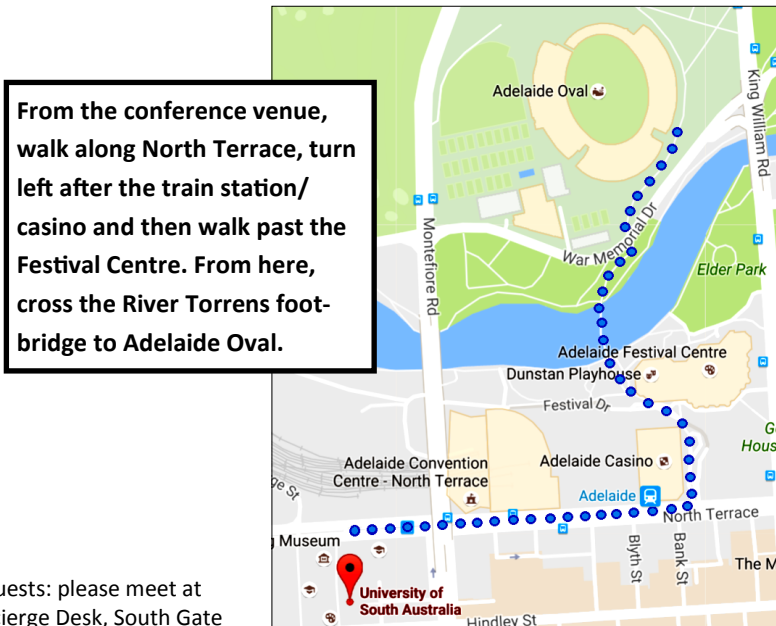 From the conference venue,
walk along North Terrace, turn
left after the train station/
casino and then walk past the
Festival Centre. From here,
cross the River Torrens foot-
bridge to Adelaide Oval.
Adelaide Oval
King William Rd
Montefiore Rd
War Memorial Dr
Elder Park
Adelaide Festival Centre
Dunstan Playhouse
Festival Dr
Adelaide Convention
Centre - North Terrace
Adelaide Casino
Adelaide
North Terrace
Museum
Blyth St
Bank St
The M
University of
South Australia
Hindley St
uests: please meet at
cierge Desk, South Gate